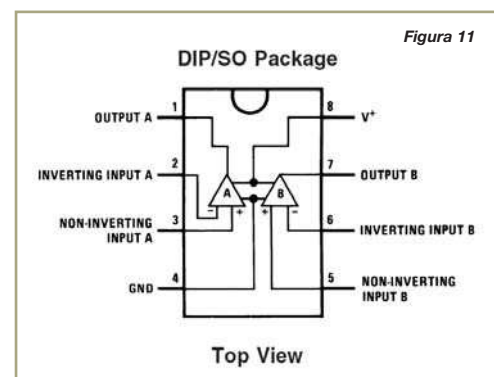 Figura 11
DIP/SO Package
1
OUTPUT A
8
V+
2
INVERTING INPUT A
7
OUTPUT B
A
B
- +
+ -
3
NON-INVERTING
INPUT A
6
INVERTING INPUT B
4
GND
5
NON-INVERTING
INPUT B
Top View